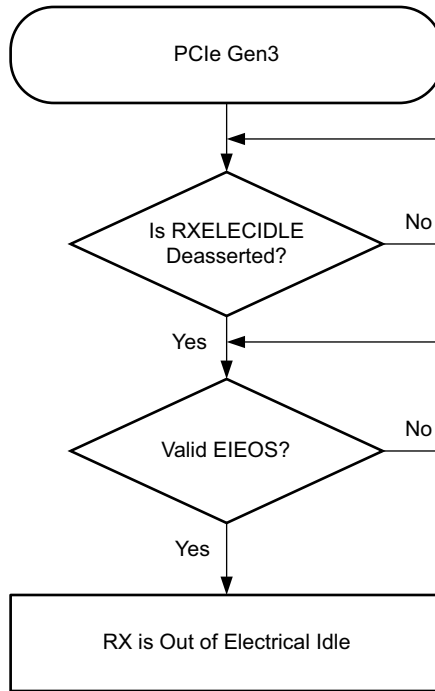 PCIe Gen3
Is RXELECIDLE
Deasserted?
No
Yes
Valid EIEOS?
No
Yes
RX is Out of Electrical Idle